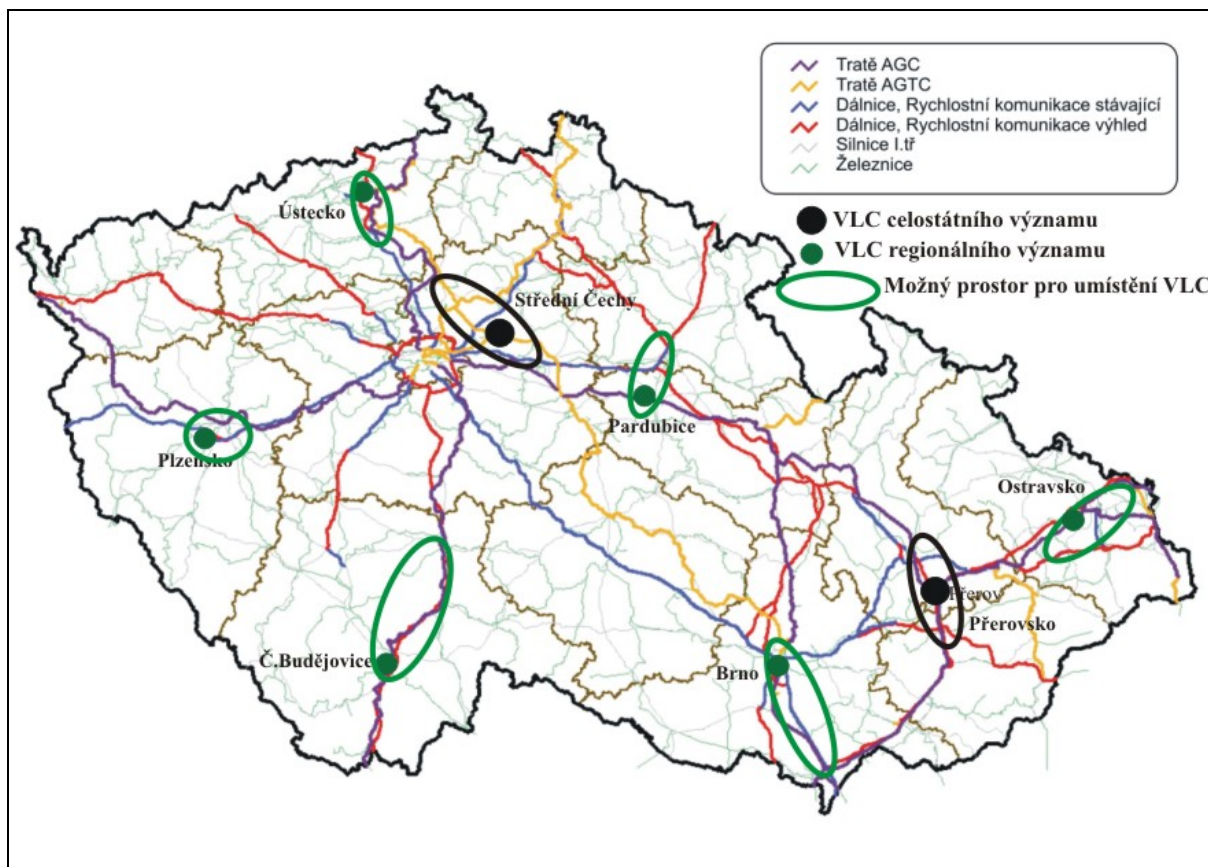 Tratě AGC
Tratě AGTC
Dálnice, Rychlostní komunikace stávající
Dálnice, Rychlostní komunikace výhled
Silnice I.tř
Železnice
VLC celostátního významu
VLC regionálního významu
Možný prostor pro umístění VLC
Ústecko
Střední Čechy
Pardubice
Plzeňsko
Ostravsko
Přerov
Přerovsko
Č.Budějovice
Brno